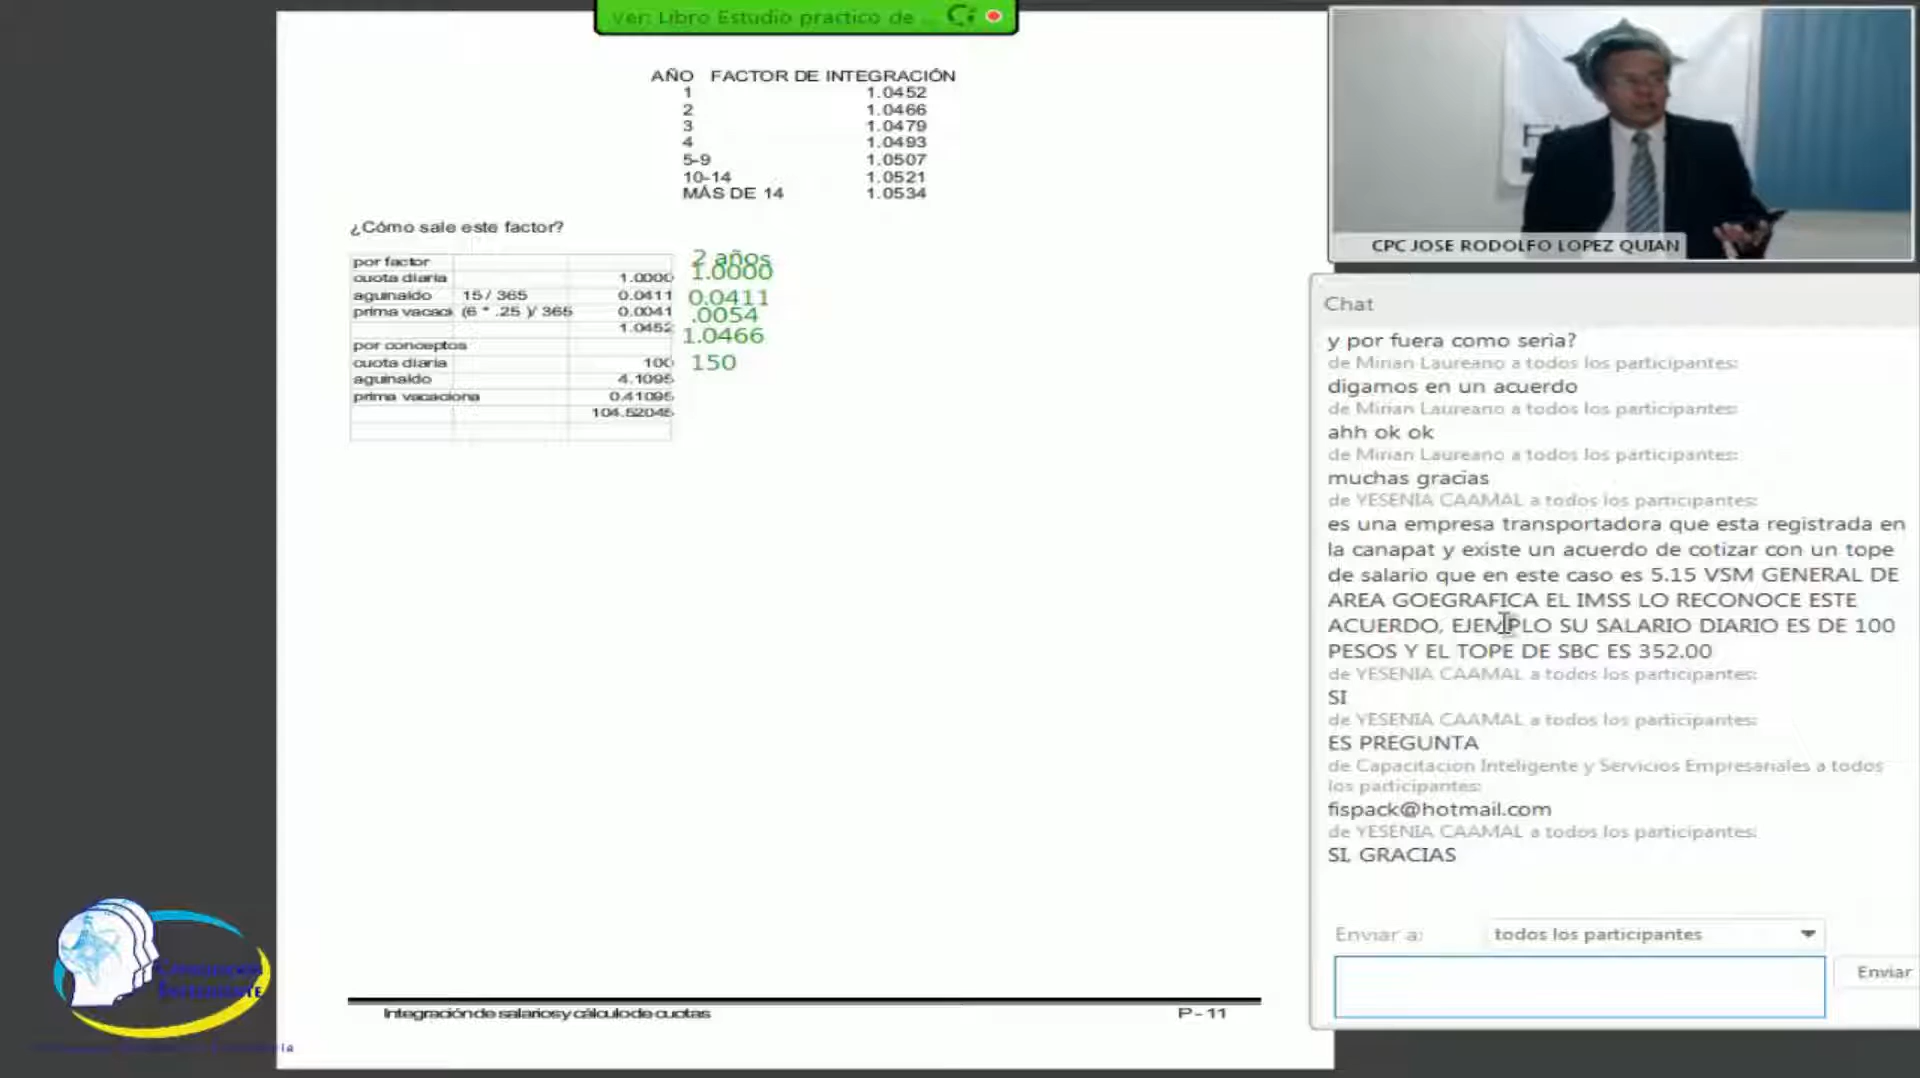 Ver: Libro Estudio practico de ...
AÑO FACTOR DE INTEGRACIÓN
1 1.0452
2 1.0466
3 1.0479
4 1.0493
5-9 1.0507
10-14 1.0521
MÁS DE 14 1.0534
¿Cómo sale este factor?
por factor
cuota diaria 1.0000
aguinaldo 15 / 365 0.0411
prima vacaci (6 * .25 )/ 365 0.0041
1.0452
por conceptos
cuota diaria 100
aguinaldo 4.1095
prima vacaciona 0.41095
104.52045
2 años
1.0000
0.0411
.0054
1.0466
150
Integración de salarios y cálculo de cuotas P - 11
CPC JOSE RODOLFO LOPEZ QUIAN
Chat
y por fuera como seria?
de Mirian Laureano a todos los participantes:
digamos en un acuerdo
de Mirian Laureano a todos los participantes:
ahh ok ok
de Mirian Laureano a todos los participantes:
muchas gracias
de YESENIA CAAMAL a todos los participantes:
es una empresa transportadora que esta registrada en
la canapat y existe un acuerdo de cotizar con un tope
de salario que en este caso es 5.15 VSM GENERAL DE
AREA GOEGRAFICA EL IMSS LO RECONOCE ESTE
ACUERDO, EJEMPLO SU SALARIO DIARIO ES DE 100
PESOS Y EL TOPE DE SBC ES 352.00
de YESENIA CAAMAL a todos los participantes:
SI
de YESENIA CAAMAL a todos los participantes:
ES PREGUNTA
de Capacitacion Inteligente y Servicios Empresariales a todos
los participantes:
fispack@hotmail.com
de YESENIA CAAMAL a todos los participantes:
SI, GRACIAS
Enviar a: todos los participantes
Enviar